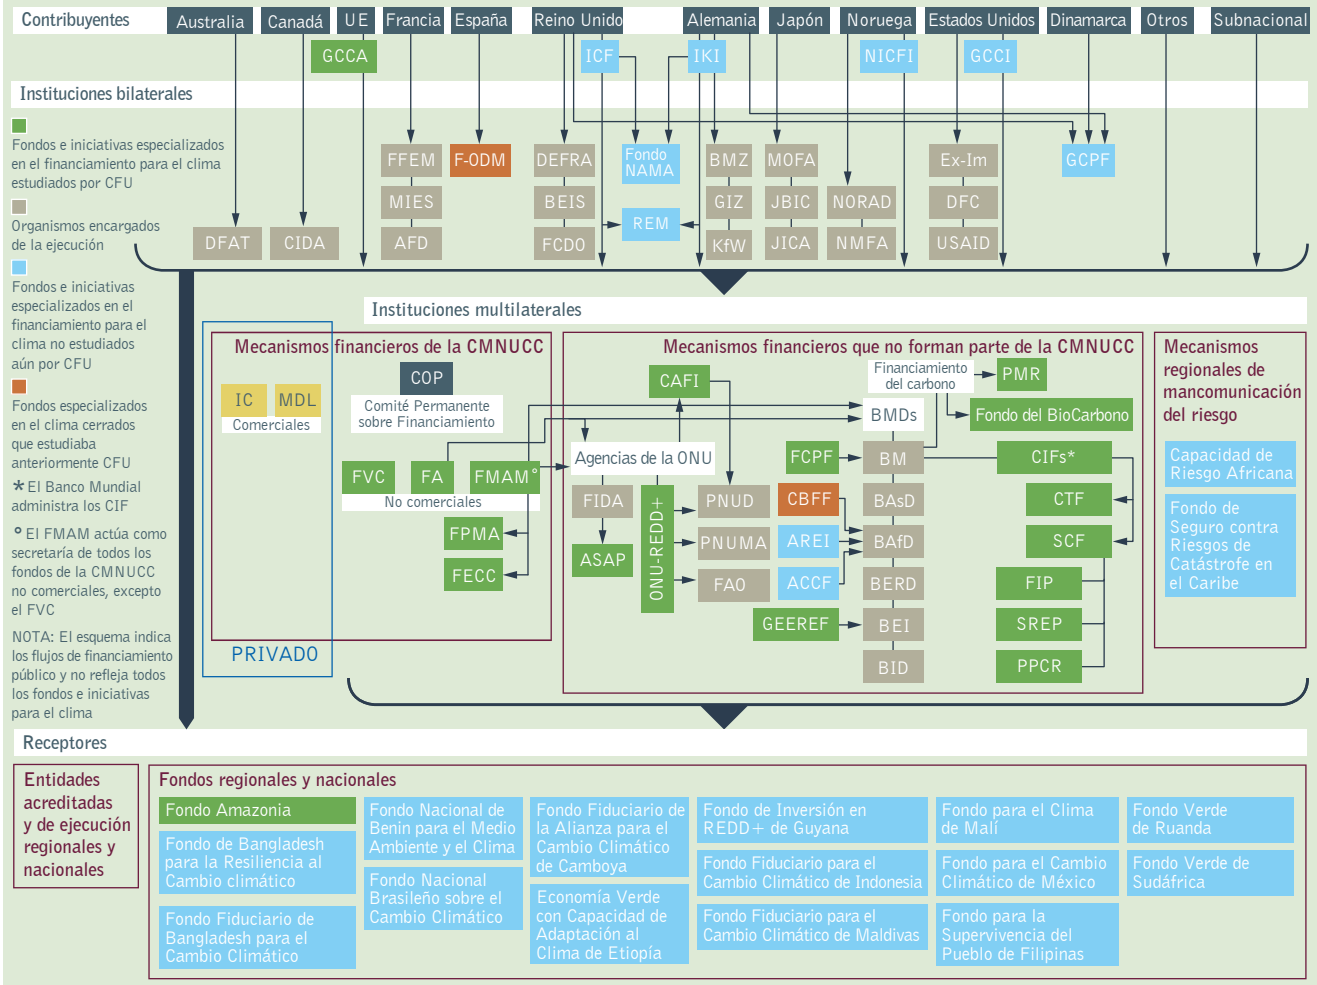 Contribuyentes
Australia
Canadá
UE
Francia
España
Reino Unido
Alemania
Japón
Noruega
Estados Unidos
Dinamarca
Otros
Subnacional
GCCA
ICF
IKI
NICFI
GCCI
Instituciones bilaterales
Fondos e iniciativas especializados
en el financiamiento para el clima
estudiados por CFU
Organismos encargados
de la ejecución
Fondos e iniciativas
especializados en el
financiamiento para el
clima no estudiados
aún por CFU
Fondos especializados
en el clima cerrados
que estudiaba
anteriormente CFU
* El Banco Mundial
administra los CIF
° El FMAM actúa como
secretaría de todos los
fondos de la CMNUCC
no comerciales, excepto
el FVC
NOTA: El esquema indica
los flujos de financiamiento
público y no refleja todos
los fondos e iniciativas
para el clima
DFAT
CIDA
FFEM
MIES
AFD
F-ODM
DEFRA
BEIS
FCDO
Fondo
NAMA
REM
BMZ
GIZ
KfW
MOFA
JBIC
JICA
NORAD
NMFA
Ex-Im
DFC
USAID
GCPF
Instituciones multilaterales
Mecanismos financieros de la CMNUCC
COP
Comité Permanente
sobre Financiamiento
IC
MDL
Comerciales
FVC
FA
FMAM°
No comerciales
FPMA
FECC
PRIVADO
Mecanismos financieros que no forman parte de la CMNUCC
CAFI
Financiamiento
del carbono
PMR
Fondo del BioCarbono
BMDs
Agencias de la ONU
FIDA
ASAP
ONU-REDD+
PNUD
PNUMA
FAO
FCPF
CBFF
AREI
ACCF
GEEREF
BM
BAsD
BAfD
BERD
BEI
BID
CIFs*
CTF
SCF
FIP
SREP
PPCR
Mecanismos
regionales de
mancomunicación
del riesgo
Capacidad de
Riesgo Africana
Fondo de
Seguro contra
Riesgos de
Catástrofe en
el Caribe
Receptores
Entidades
acreditadas
y de ejecución
regionales y
nacionales
Fondos regionales y nacionales
Fondo Amazonia
Fondo de Bangladesh
para la Resiliencia al
Cambio climático
Fondo Fiduciario de
Bangladesh para el
Cambio Climático
Fondo Nacional de
Benin para el Medio
Ambiente y el Clima
Fondo Nacional
Brasileño sobre el
Cambio Climático
Fondo Fiduciario de
la Alianza para el
Cambio Climático
de Camboya
Economía Verde
con Capacidad de
Adaptación al
Clima de Etiopía
Fondo de Inversión en
REDD+ de Guyana
Fondo Fiduciario para el
Cambio Climático de Indonesia
Fondo Fiduciario para el
Cambio Climático de Maldivas
Fondo para el Clima
de Malí
Fondo para el Cambio
Climático de México
Fondo para la
Supervivencia del
Pueblo de Filipinas
Fondo Verde
de Ruanda
Fondo Verde de
Sudáfrica